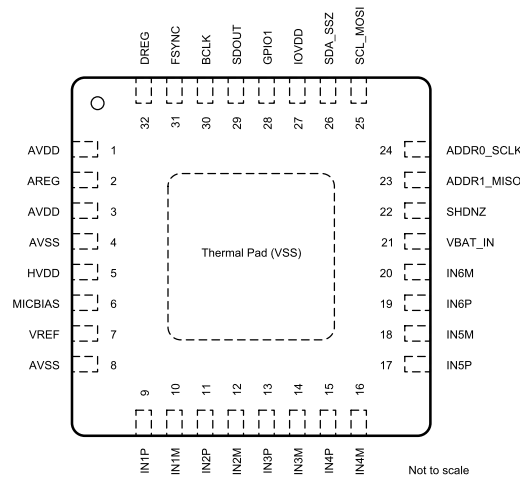 DREG
FSYNC
BCLK
SDOUT
GPIO1
IOVDD
SDA_SSZ
SCL_MOSI
32
31
30
29
28
27
26
25
AVDD 1
AREG 2
AVDD 3
AVSS 4
HVDD 5
MICBIAS 6
VREF 7
AVSS 8
Thermal Pad (VSS)
24 ADDR0_SCLK
23 ADDR1_MISO
22 SHDNZ
21 VBAT_IN
20 IN6M
19 IN6P
18 IN5M
17 IN5P
9
10
11
12
13
14
15
16
IN1P
IN1M
IN2P
IN2M
IN3P
IN3M
IN4P
IN4M
Not to scale